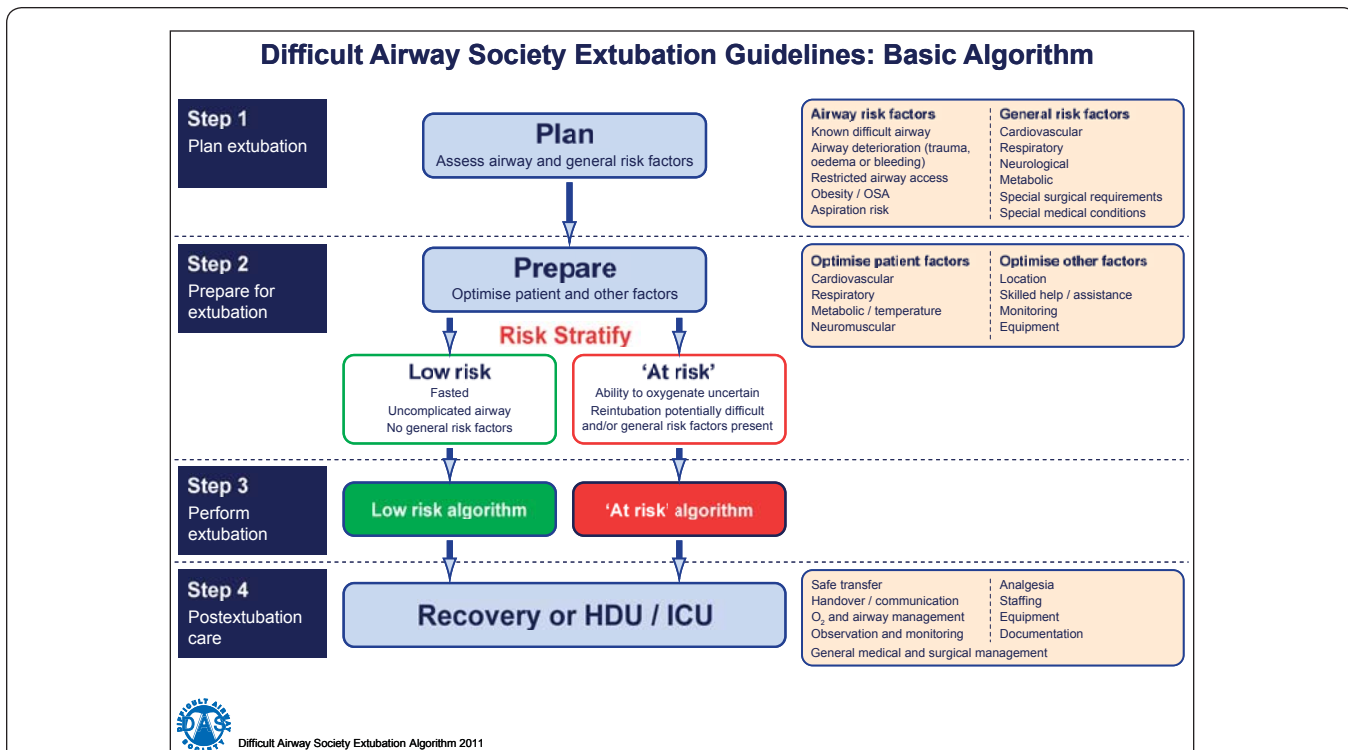 Difficult Airway Society Extubation Guidelines: Basic Algorithm
Step 1
Plan extubation
Plan
Assess airway and general risk factors
Airway risk factors
Known difficult airway
Airway deterioration (trauma,
oedema or bleeding)
Restricted airway access
Obesity / OSA
Aspiration risk
General risk factors
Cardiovascular
Respiratory
Neurological
Metabolic
Special surgical requirements
Special medical conditions
Step 2
Prepare for
extubation
Prepare
Optimise patient and other factors
Optimise patient factors
Cardiovascular
Respiratory
Metabolic / temperature
Neuromuscular
Optimise other factors
Location
Skilled help / assistance
Monitoring
Equipment
Risk Stratify
Low risk
Fasted
Uncomplicated airway
No general risk factors
‘At risk’
Ability to oxygenate uncertain
Reintubation potentially difficult
and/or general risk factors present
Step 3
Perform
extubation
Low risk algorithm
‘At risk’ algorithm
Step 4
Postextubation
care
Recovery or HDU / ICU
Safe transfer
Handover / communication
O₂ and airway management
Observation and monitoring
Analgesia
Staffing
Equipment
Documentation
General medical and surgical management
DIFFICULT AIRWAY
DAS
SOCIETY
Difficult Airway Society Extubation Algorithm 2011